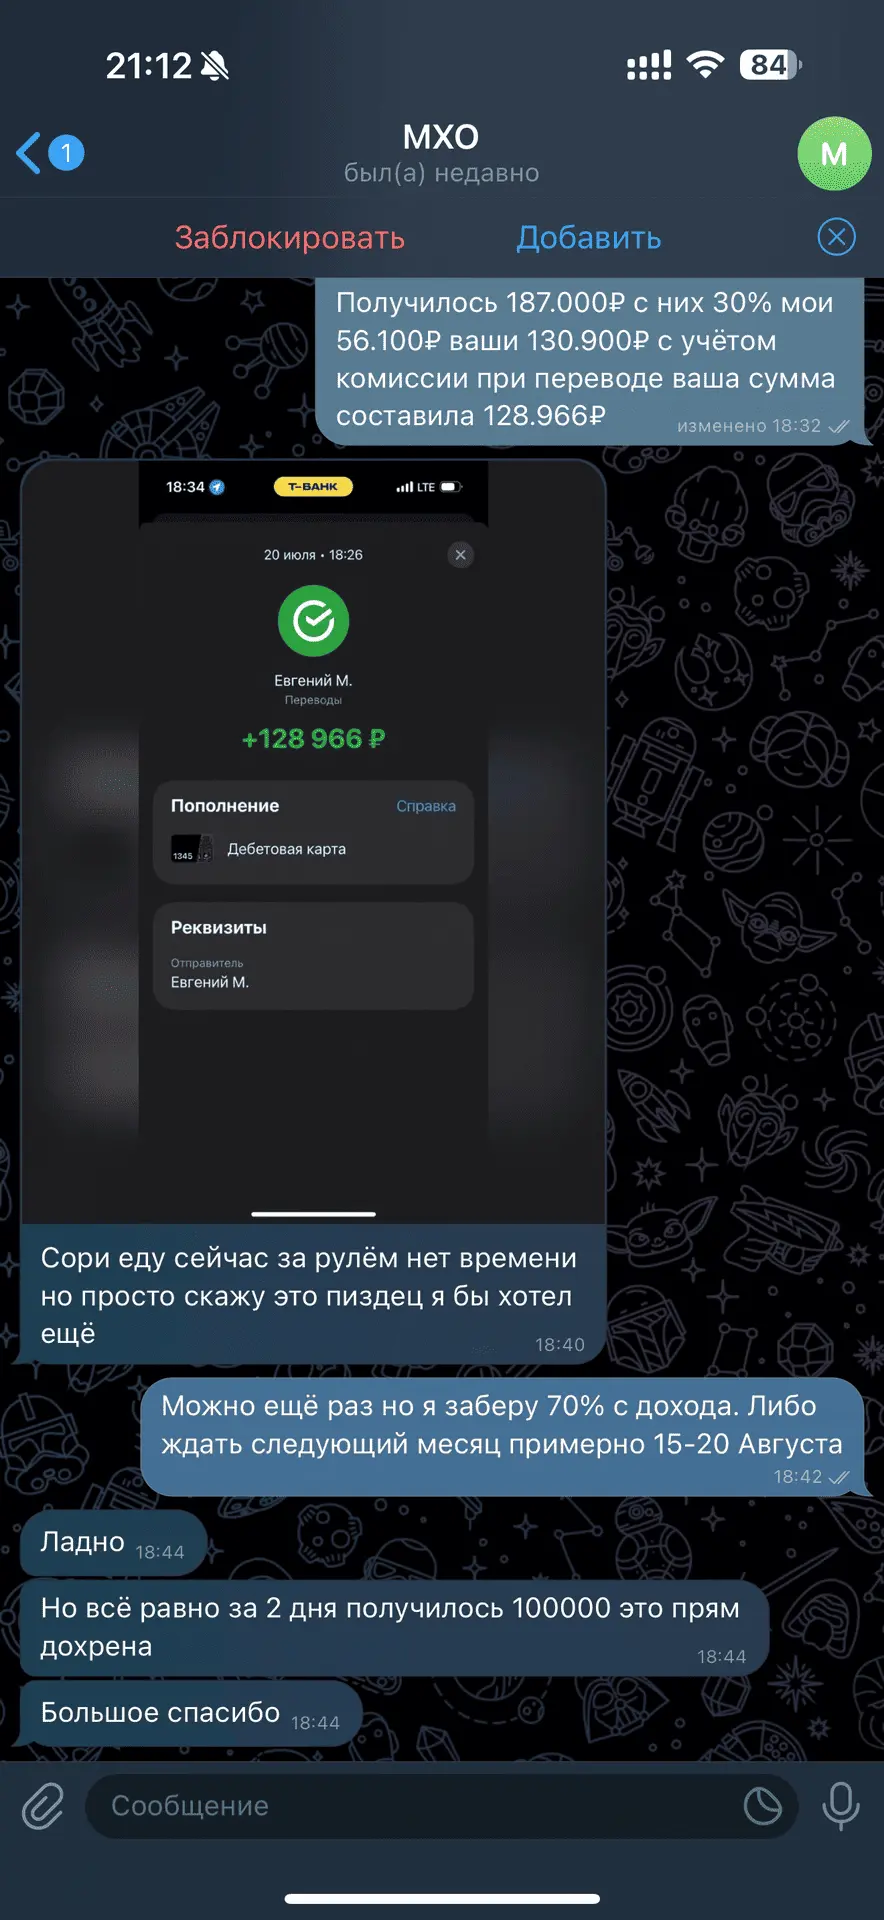 21:12
84
1
МХО
был(а) недавно
М
Заблокировать
Добавить
Получилось 187.000₽ с них 30% мои
56.100₽ ваши 130.900₽ с учётом
комиссии при переводе ваша сумма
составила 128.966₽
изменено 18:32
18:34
Т-БАНК
LTE
20 июля • 18:26
Евгений М.
Переводы
+128 966 ₽
Пополнение
Справка
1345
Дебетовая карта
Реквизиты
Отправитель
Евгений М.
Сори еду сейчас за рулём нет времени
но просто скажу это пиздец я бы хотел
ещё
18:40
Можно ещё раз но я заберу 70% с дохода. Либо
ждать следующий месяц примерно 15-20 Августа
18:42
Ладно 18:44
Но всё равно за 2 дня получилось 100000 это прям
дохрена
18:44
Большое спасибо 18:44
Сообщение